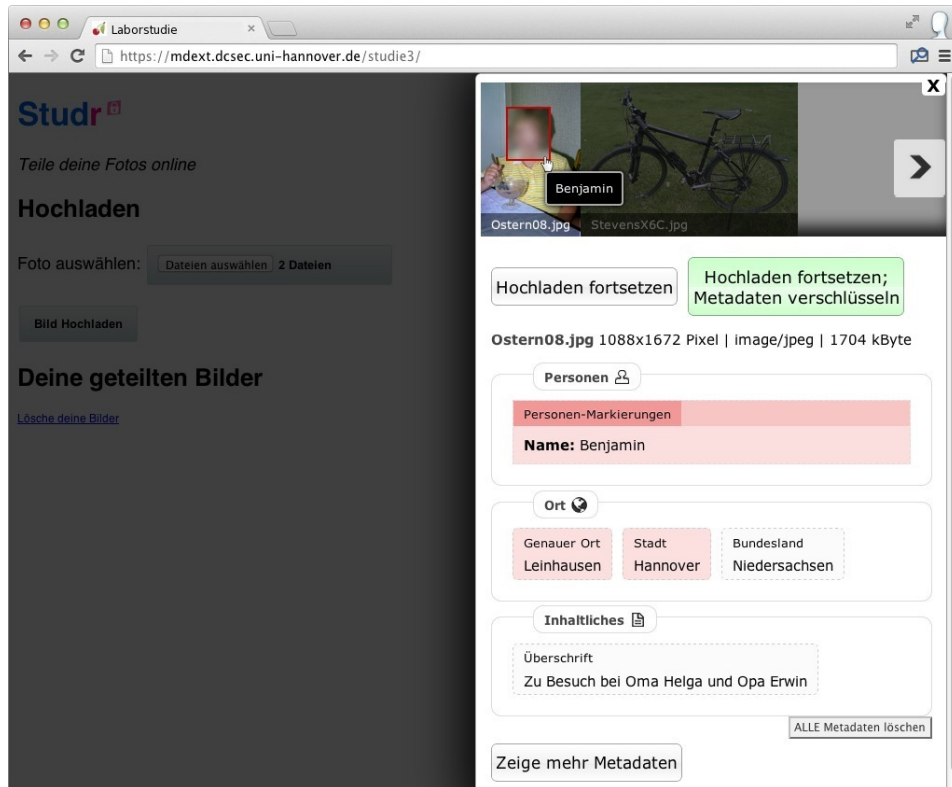 Laborstudie
https://mdext.dcsec.uni-hannover.de/studie3/
Studr
Teile deine Fotos online
Hochladen
Foto auswählen: Dateien auswählen 2 Dateien
Bild Hochladen
Deine geteilten Bilder
Lösche deine Bilder
X
Benjamin
Ostern08.jpg StevensX6C.jpg
Hochladen fortsetzen
Hochladen fortsetzen;
Metadaten verschlüsseln
Ostern08.jpg 1088x1672 Pixel | image/jpeg | 1704 kByte
Personen
Personen-Markierungen
Name: Benjamin
Ort
Genauer Ort
Leinhausen
Stadt
Hannover
Bundesland
Niedersachsen
Inhaltliches
Überschrift
Zu Besuch bei Oma Helga und Opa Erwin
ALLE Metadaten löschen
Zeige mehr Metadaten